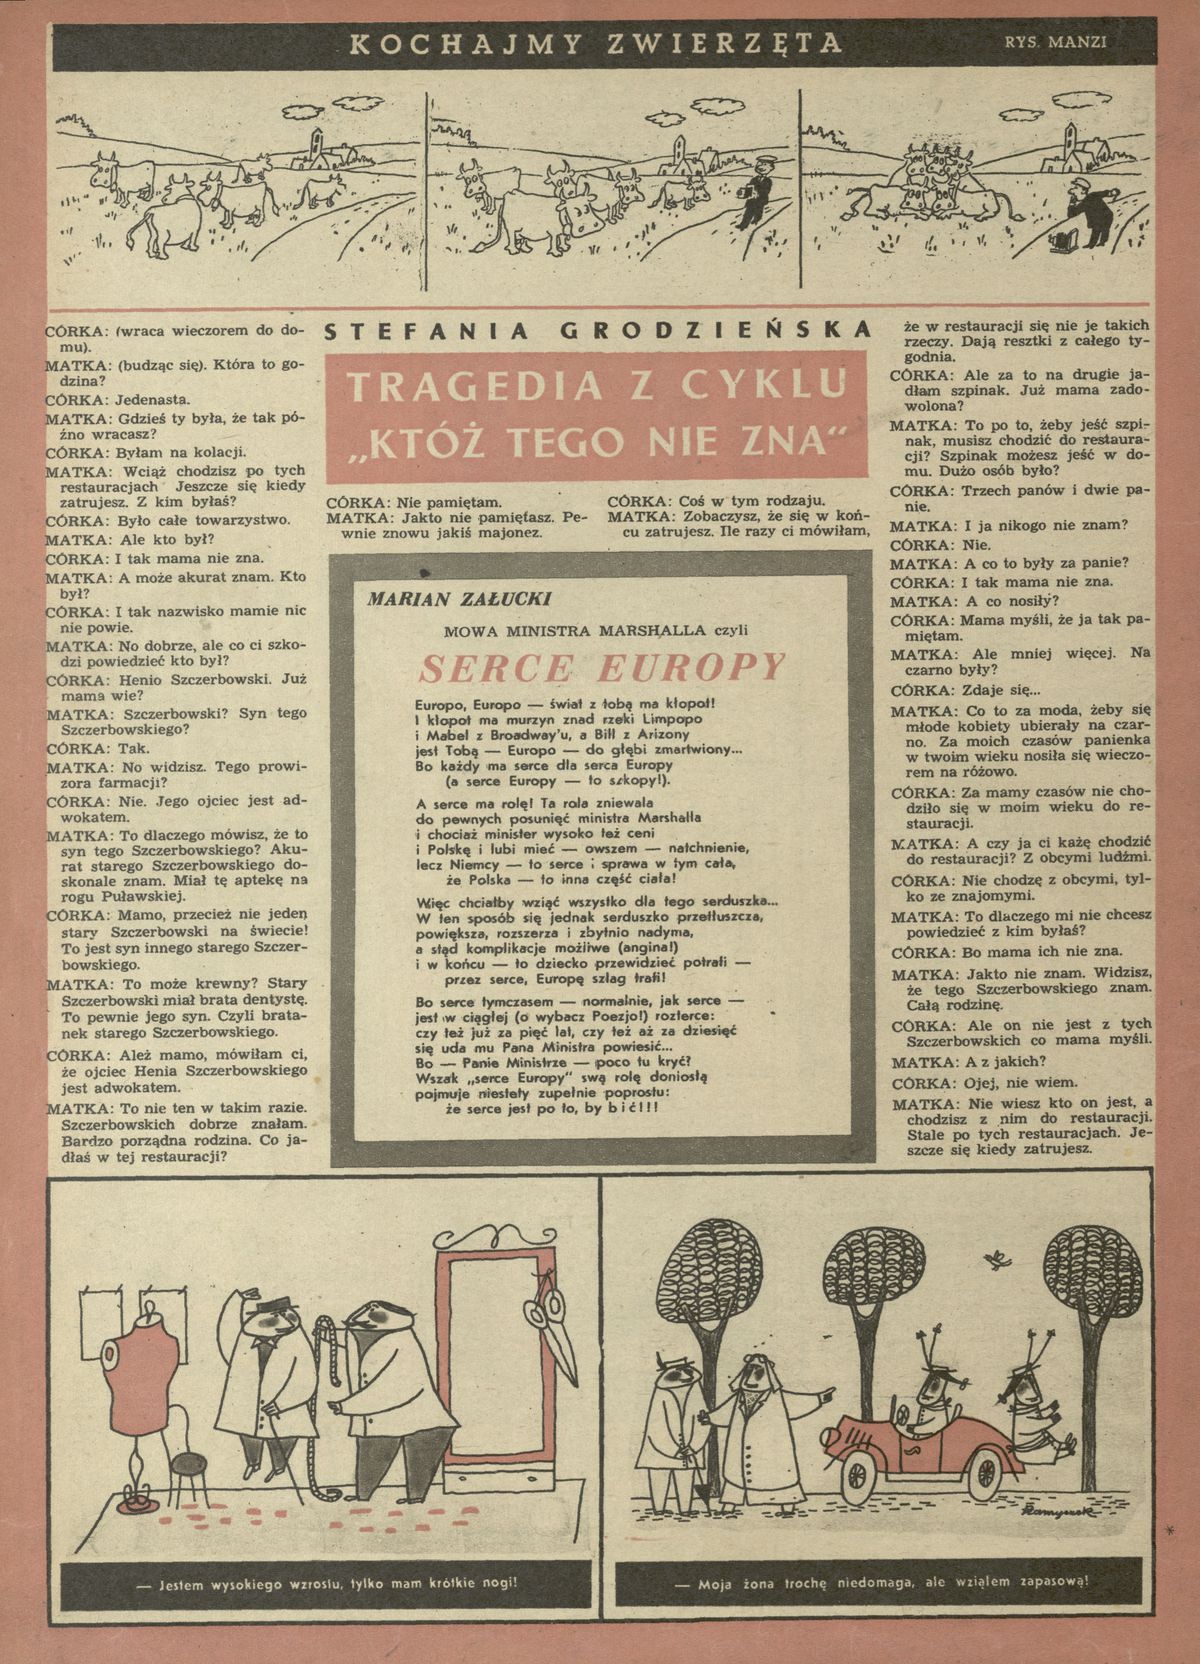 KOCHAJMY ZWIERZĘTA
RYS. MANZI
STEFANIA GRODZIEŃSKA
TRAGEDIA Z CYKLU
„KTÓŻ TEGO NIE ZNA“
CÓRKA: (wraca wieczorem do do-
mu).
MATKA: (budząc się). Która to go-
dzina?
CÓRKA: Jedenasta.
MATKA: Gdzieś ty była, że tak pó-
źno wracasz?
CÓRKA: Byłam na kolacji.
MATKA: Wciąż chodzisz po tych
restauracjach Jeszcze się kiedy
zatrujesz. Z kim byłaś?
CÓRKA: Było całe towarzystwo.
MATKA: Ale kto był?
CÓRKA: I tak mama nie zna.
MATKA: A może akurat znam. Kto
był?
CÓRKA: I tak nazwisko mamie nic
nie powie.
MATKA: No dobrze, ale co ci szko-
dzi powiedzieć kto był?
CÓRKA: Henio Szczerbowski. Już
mama wie?
MATKA: Szczerbowski? Syn tego
Szczerbowskiego?
CÓRKA: Tak.
MATKA: No widzisz. Tego prowi-
zora farmacji?
CÓRKA: Nie. Jego ojciec jest ad-
wokatem.
MATKA: To dlaczego mówisz, że to
syn tego Szczerbowskiego? Aku-
rat starego Szczerbowskiego do-
skonale znam. Miał tę aptekę na
rogu Puławskiej.
CÓRKA: Mamo, przecież nie jeden
stary Szczerbowski na świecie!
To jest syn innego starego Szczer-
bowskiego.
MATKA: To może krewny? Stary
Szczerbowski miał brata dentystę.
To pewnie jego syn. Czyli brata-
nek starego Szczerbowskiego.
CÓRKA: Ależ mamo, mówiłam ci,
że ojciec Henia Szczerbowskiego
jest adwokatem.
MATKA: To nie ten w takim razie.
Szczerbowskich dobrze znałam.
Bardzo porządna rodzina. Co ja-
dłaś w tej restauracji?
CÓRKA: Nie pamiętam.
MATKA: Jakto nie pamiętasz. Pe-
wnie znowu jakiś majonez.
CÓRKA: Coś w tym rodzaju.
MATKA: Zobaczysz, że się w koń-
cu zatrujesz. Ile razy ci mówiłam,
że w restauracji się nie je takich
rzeczy. Dają resztki z całego ty-
godnia.
CÓRKA: Ale za to na drugie ja-
dłam szpinak. Już mama zado-
wolona?
MATKA: To po to, żeby jeść szpi-
nak, musisz chodzić do restaura-
cji? Szpinak możesz jeść w do-
mu. Dużo osób było?
CÓRKA: Trzech panów i dwie pa-
nie.
MATKA: I ja nikogo nie znam?
CÓRKA: Nie.
MATKA: A co to były za panie?
CÓRKA: I tak mama nie zna.
MATKA: A co nosiły?
CÓRKA: Mama myśli, że ja tak pa-
miętam.
MATKA: Ale mniej więcej. Na
czarno były?
CÓRKA: Zdaje się...
MATKA: Co to za moda, żeby się
młode kobiety ubierały na czar-
no. Za moich czasów panienka
w twoim wieku nosiła się wieczo-
rem na różowo.
CÓRKA: Za mamy czasów nie cho-
dziło się w moim wieku do re-
stauracji.
MATKA: A czy ja ci każę chodzić
do restauracji? Z obcymi ludźmi.
CÓRKA: Nie chodzę z obcymi, tyl-
ko ze znajomymi.
MATKA: To dlaczego mi nie chcesz
powiedzieć z kim byłaś?
CÓRKA: Bo mama ich nie zna.
MATKA: Jakto nie znam. Widzisz,
że tego Szczerbowskiego znam.
Całą rodzinę.
CÓRKA: Ale on nie jest z tych
Szczerbowskich co mama myśli.
MATKA: A z jakich?
CÓRKA: Ojej, nie wiem.
MATKA: Nie wiesz kto on jest, a
chodzisz z nim do restauracji.
Stale po tych restauracjach. Je-
szcze się kiedy zatrujesz.
MARIAN ZAŁUCKI
MOWA MINISTRA MARSHALLA czyli
SERCE EUROPY
Europo, Europo — świat z tobą ma kłopot!
I kłopot ma murzyn znad rzeki Limpopo
i Mabel z Broadway'u, a Bill z Arizony
jest Tobą — Europo — do głębi zmartwiony...
Bo każdy ma serce dla serca Europy
(a serce Europy — to szkopy!).
A serce ma rolę! Ta rola zniewala
do pewnych posunięć ministra Marshalla
i chociaż minister wysoko też ceni
i Polskę i lubi mieć — owszem — natchnienie,
lecz Niemcy — to serce i sprawa w tym cała,
że Polska — to inna część ciała!
Więc chciałby wziąć wszystko dla tego serduszka...
W ten sposób się jednak serduszko przetłuszcza,
powiększa, rozszerza i zbytnio nadyma,
a stąd komplikacje możliwe (angina!)
i w końcu — to dziecko przewidzieć potrafi —
przez serce, Europę szlag trafi!
Bo serce tymczasem — normalnie, jak serce —
jest w ciągłej (o wybacz Poezjo!) rozterce:
czy też już za pięć lat, czy też aż za dziesięć
się uda mu Pana Ministra powiesić...
Bo — Panie Ministrze — poco tu kryć?
Wszak „serce Europy“ swą rolę doniosłą
pojmuje niestety zupełnie poprostu:
że serce jest po to, by bić!!!
— Jestem wysokiego wzrostu, tylko mam krótkie nogi!
Ramyszek
— Moja żona trochę niedomaga, ale wziąłem zapasową!
*